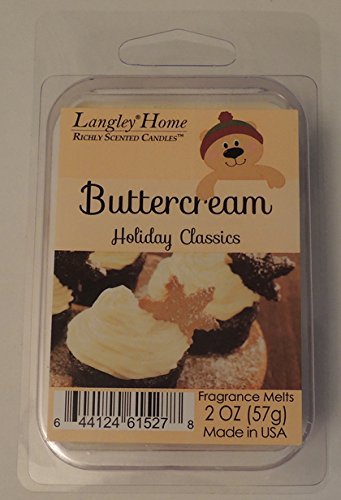 Langley®Home
RICHLY SCENTED CANDLES™
Buttercream
Holiday Classics
Fragrance Melts
2 OZ (57g)
Made in USA
6 44124 61527 8